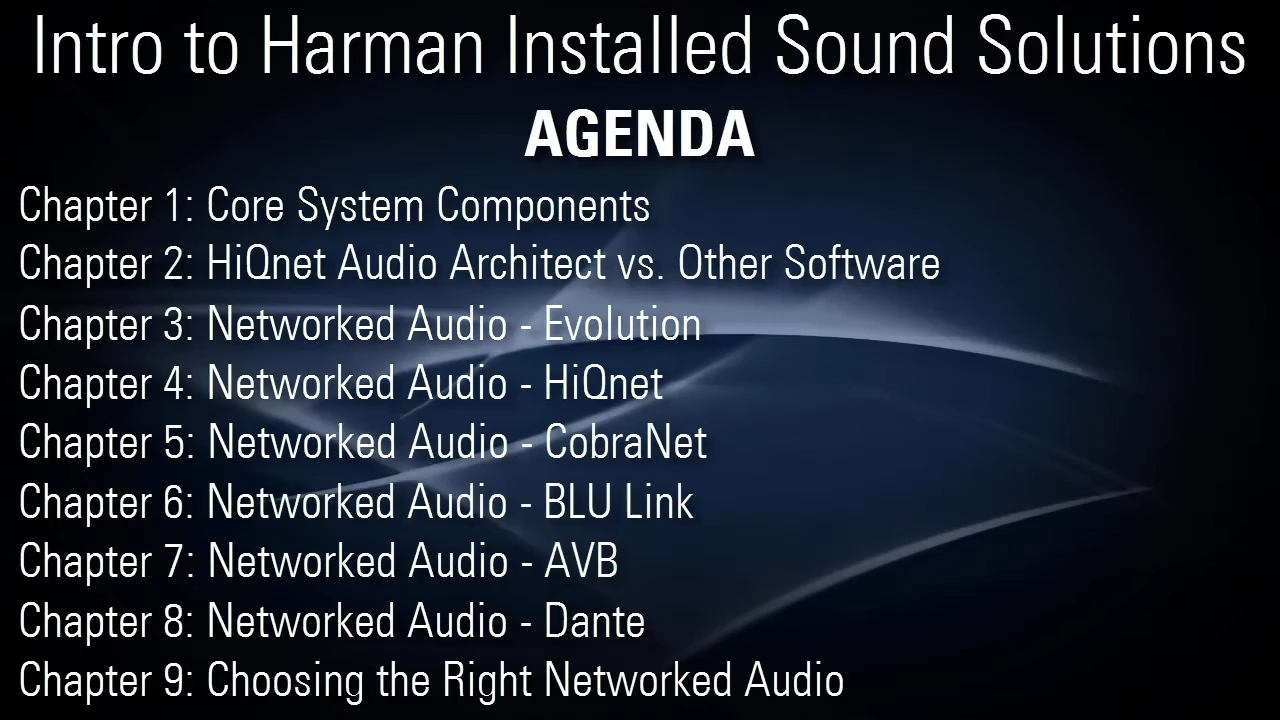 Intro to Harman Installed Sound Solutions
AGENDA
Chapter 1: Core System Components
Chapter 2: HiQnet Audio Architect vs. Other Software
Chapter 3: Networked Audio - Evolution
Chapter 4: Networked Audio - HiQnet
Chapter 5: Networked Audio - CobraNet
Chapter 6: Networked Audio - BLU Link
Chapter 7: Networked Audio - AVB
Chapter 8: Networked Audio - Dante
Chapter 9: Choosing the Right Networked Audio